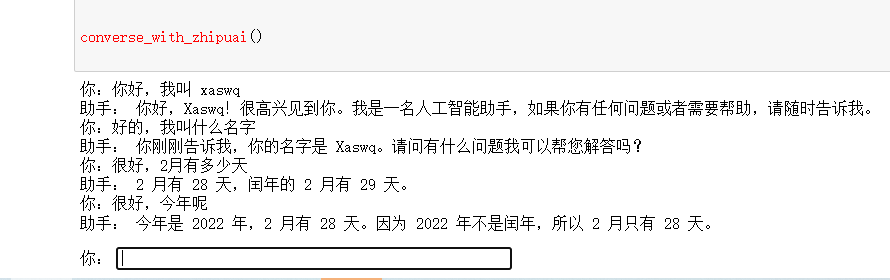 converse_with_zhipuai()
你: 你好，我叫 xaswq
助手： 你好，Xaswq! 很高兴见到你。我是一名人工智能助手，如果你有任何问题或者需要帮助，请随时告诉我。
你: 好的，我叫什么名字
助手： 你刚刚告诉我，你的名字是 Xaswq。请问有什么问题我可以帮您解答吗？
你: 很好，2月有多少天
助手： 2 月有 28 天，闰年的 2 月有 29 天。
你: 很好，今年呢
助手： 今年是 2022 年，2 月有 28 天。因为 2022 年不是闰年，所以 2 月只有 28 天。
你: